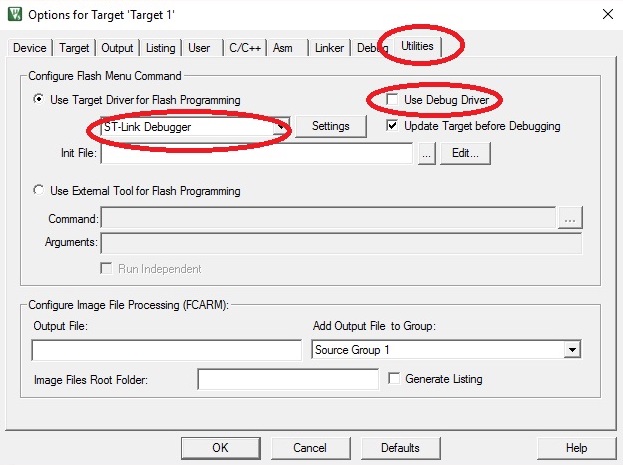 Options for Target 'Target 1'
Device Target Output Listing User C/C++ Asm Linker Debug Utilities
Configure Flash Menu Command
Use Target Driver for Flash Programming Use Debug Driver
ST-Link Debugger Settings Update Target before Debugging
Init File: ... Edit...
Use External Tool for Flash Programming
Command: ...
Arguments:
Run Independent
Configure Image File Processing (FCARM):
Output File: Add Output File to Group:
Source Group 1
Image Files Root Folder: Generate Listing
OK Cancel Defaults Help